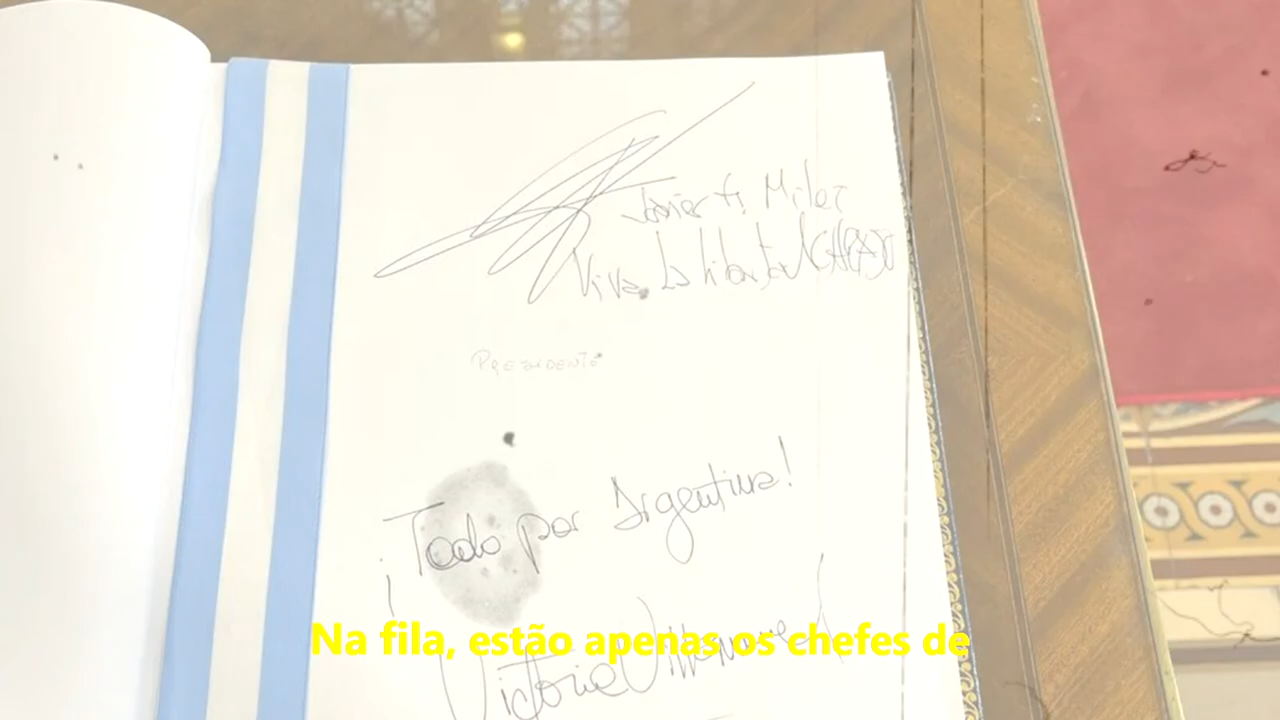 Javier G. Milei
Viva La Libertad CARAJO
PRESIDENTE
¡Todo por Argentina!
Victoria Villarruel
Na fila, estão apenas os chefes de